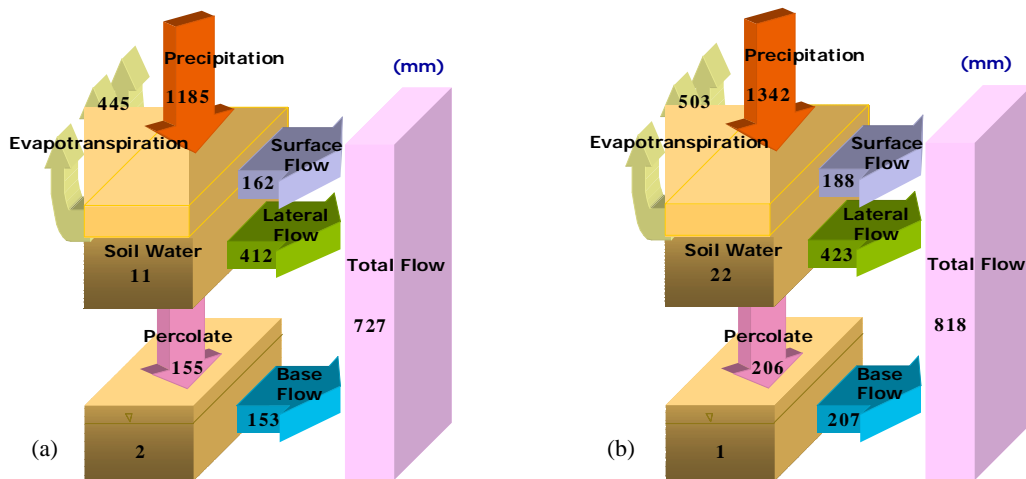 Precipitation
(mm)
445
1185
Evapotranspiration
Surface
Flow
162
Lateral
Flow
Soil Water
412
11
Total Flow
727
Percolate
155
Base
Flow
153
2
(a)
Precipitation
(mm)
503
1342
Evapotranspiration
Surface
Flow
188
Lateral
Flow
Soil Water
423
22
Total Flow
818
Percolate
206
Base
Flow
207
1
(b)